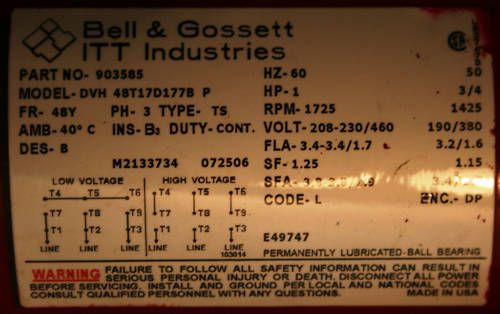 Bell & Gossett
ITT Industries
PART NO- 903585 HZ- 60 50
MODEL- DVH 48T17D177B P HP- 1 3/4
FR- 48Y PH- 3 TYPE- TS RPM- 1725 1425
AMB- 40° C INS- B3 DUTY- CONT. VOLT- 208-230/460 190/380
DES- B FLA- 3.4-3.4/1.7 3.2/1.6
M2133734 072506 SF- 1.25 1.15
LOW VOLTAGE HIGH VOLTAGE SFA-
T4 T5 T6 T4 T5 T6 CODE- L ENC.- DP
T7 T8 T9 T7 T8 T9
T1 T2 T3 T1 T2 T3 E49747
LINE LINE LINE LINE LINE LINE
163014 PERMANENTLY LUBRICATED-BALL BEARING
WARNING FAILURE TO FOLLOW ALL SAFETY INFORMATION CAN RESULT IN
SERIOUS PERSONAL INJURY OR DEATH. DISCONNECT ALL POWER
BEFORE SERVICING. INSTALL AND GROUND PER LOCAL AND NATIONAL CODES
CONSULT QUALIFIED PERSONNEL WITH ANY QUESTIONS. MADE IN USA